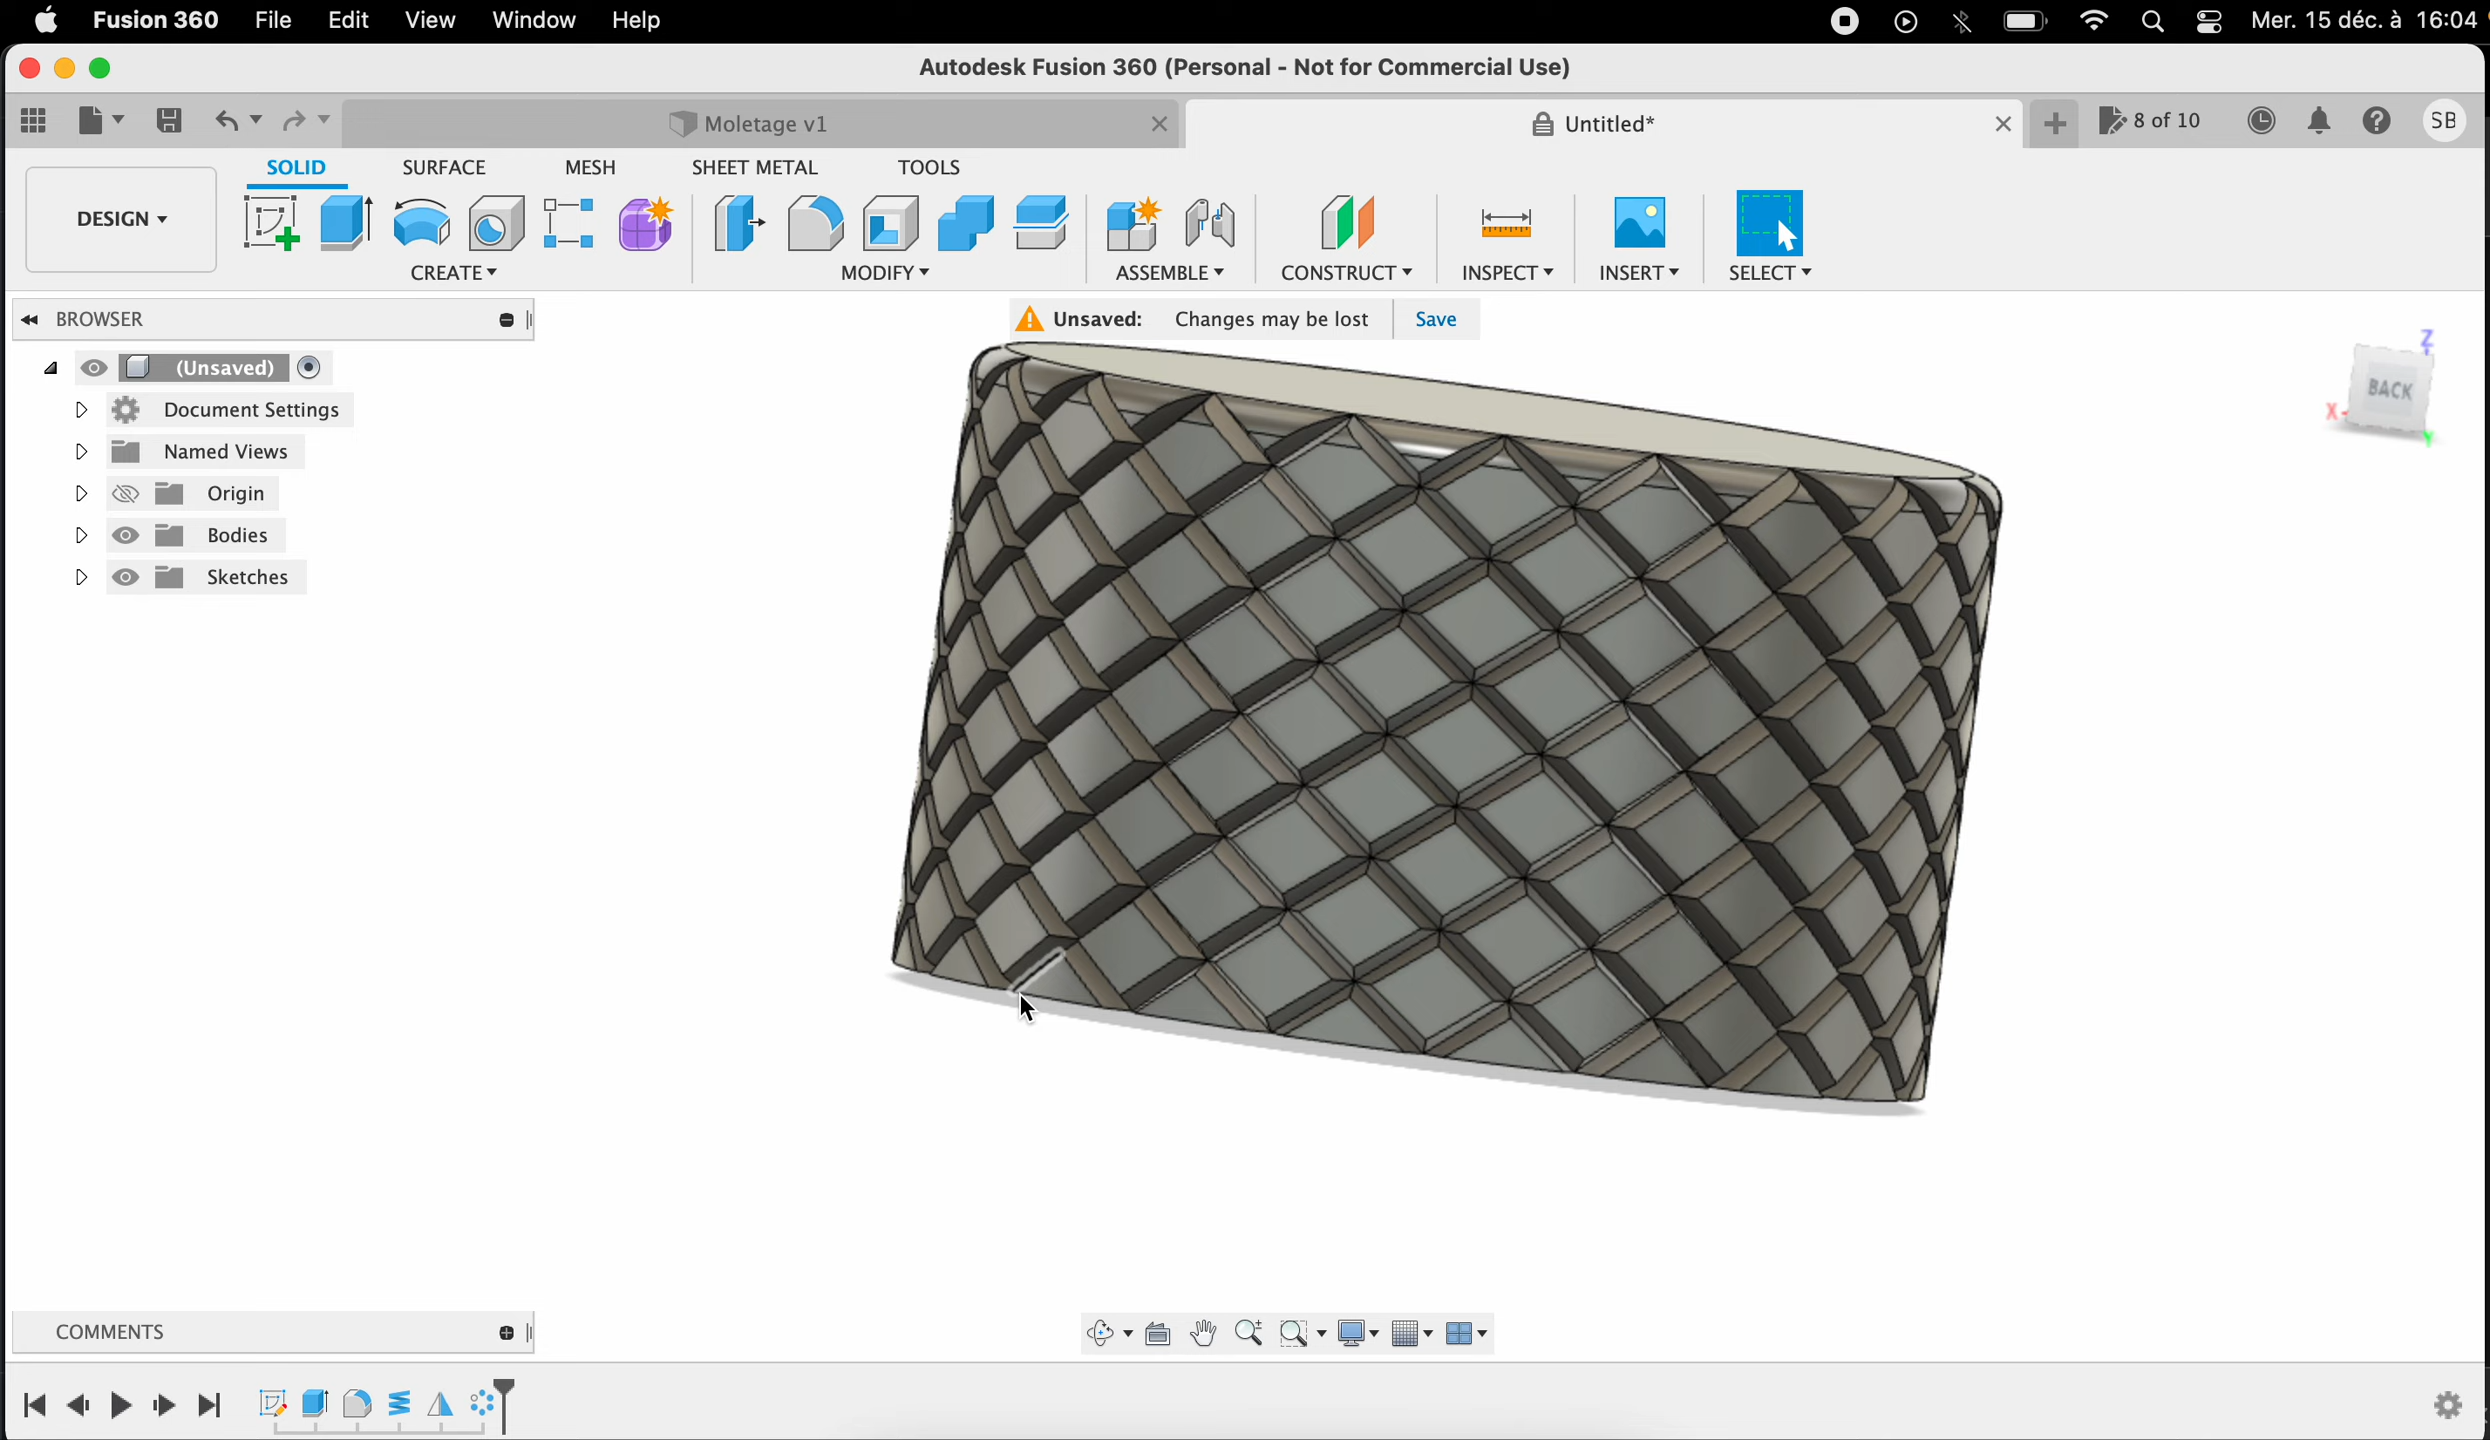 Fusion 360 File Edit View Window Help Mer. 15 déc. à 16:04
Autodesk Fusion 360 (Personal - Not for Commercial Use)
Moletage v1 Untitled* 8 of 10 SB
SOLID SURFACE MESH SHEET METAL TOOLS
DESIGN
CREATE MODIFY ASSEMBLE CONSTRUCT INSPECT INSERT SELECT
BROWSER
Unsaved: Changes may be lost Save
(Unsaved)
Document Settings
Named Views
Origin
Bodies
Sketches
Z
BACK
X
Y
COMMENTS